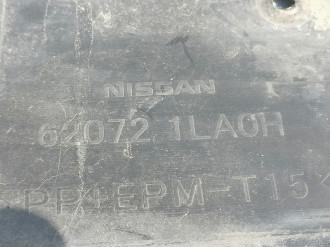 NISSAN
62072 1LA0H
>PP+EPM-T15<